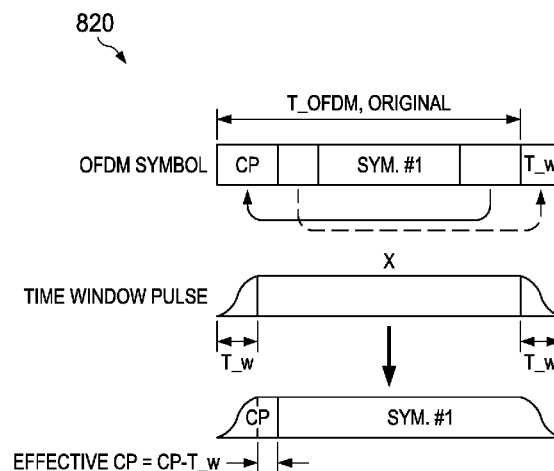 820
T_OFDM, ORIGINAL
OFDM SYMBOL CP SYM. #1 T_w
X
TIME WINDOW PULSE
T_w T_w
CP SYM. #1
EFFECTIVE CP = CP-T_w